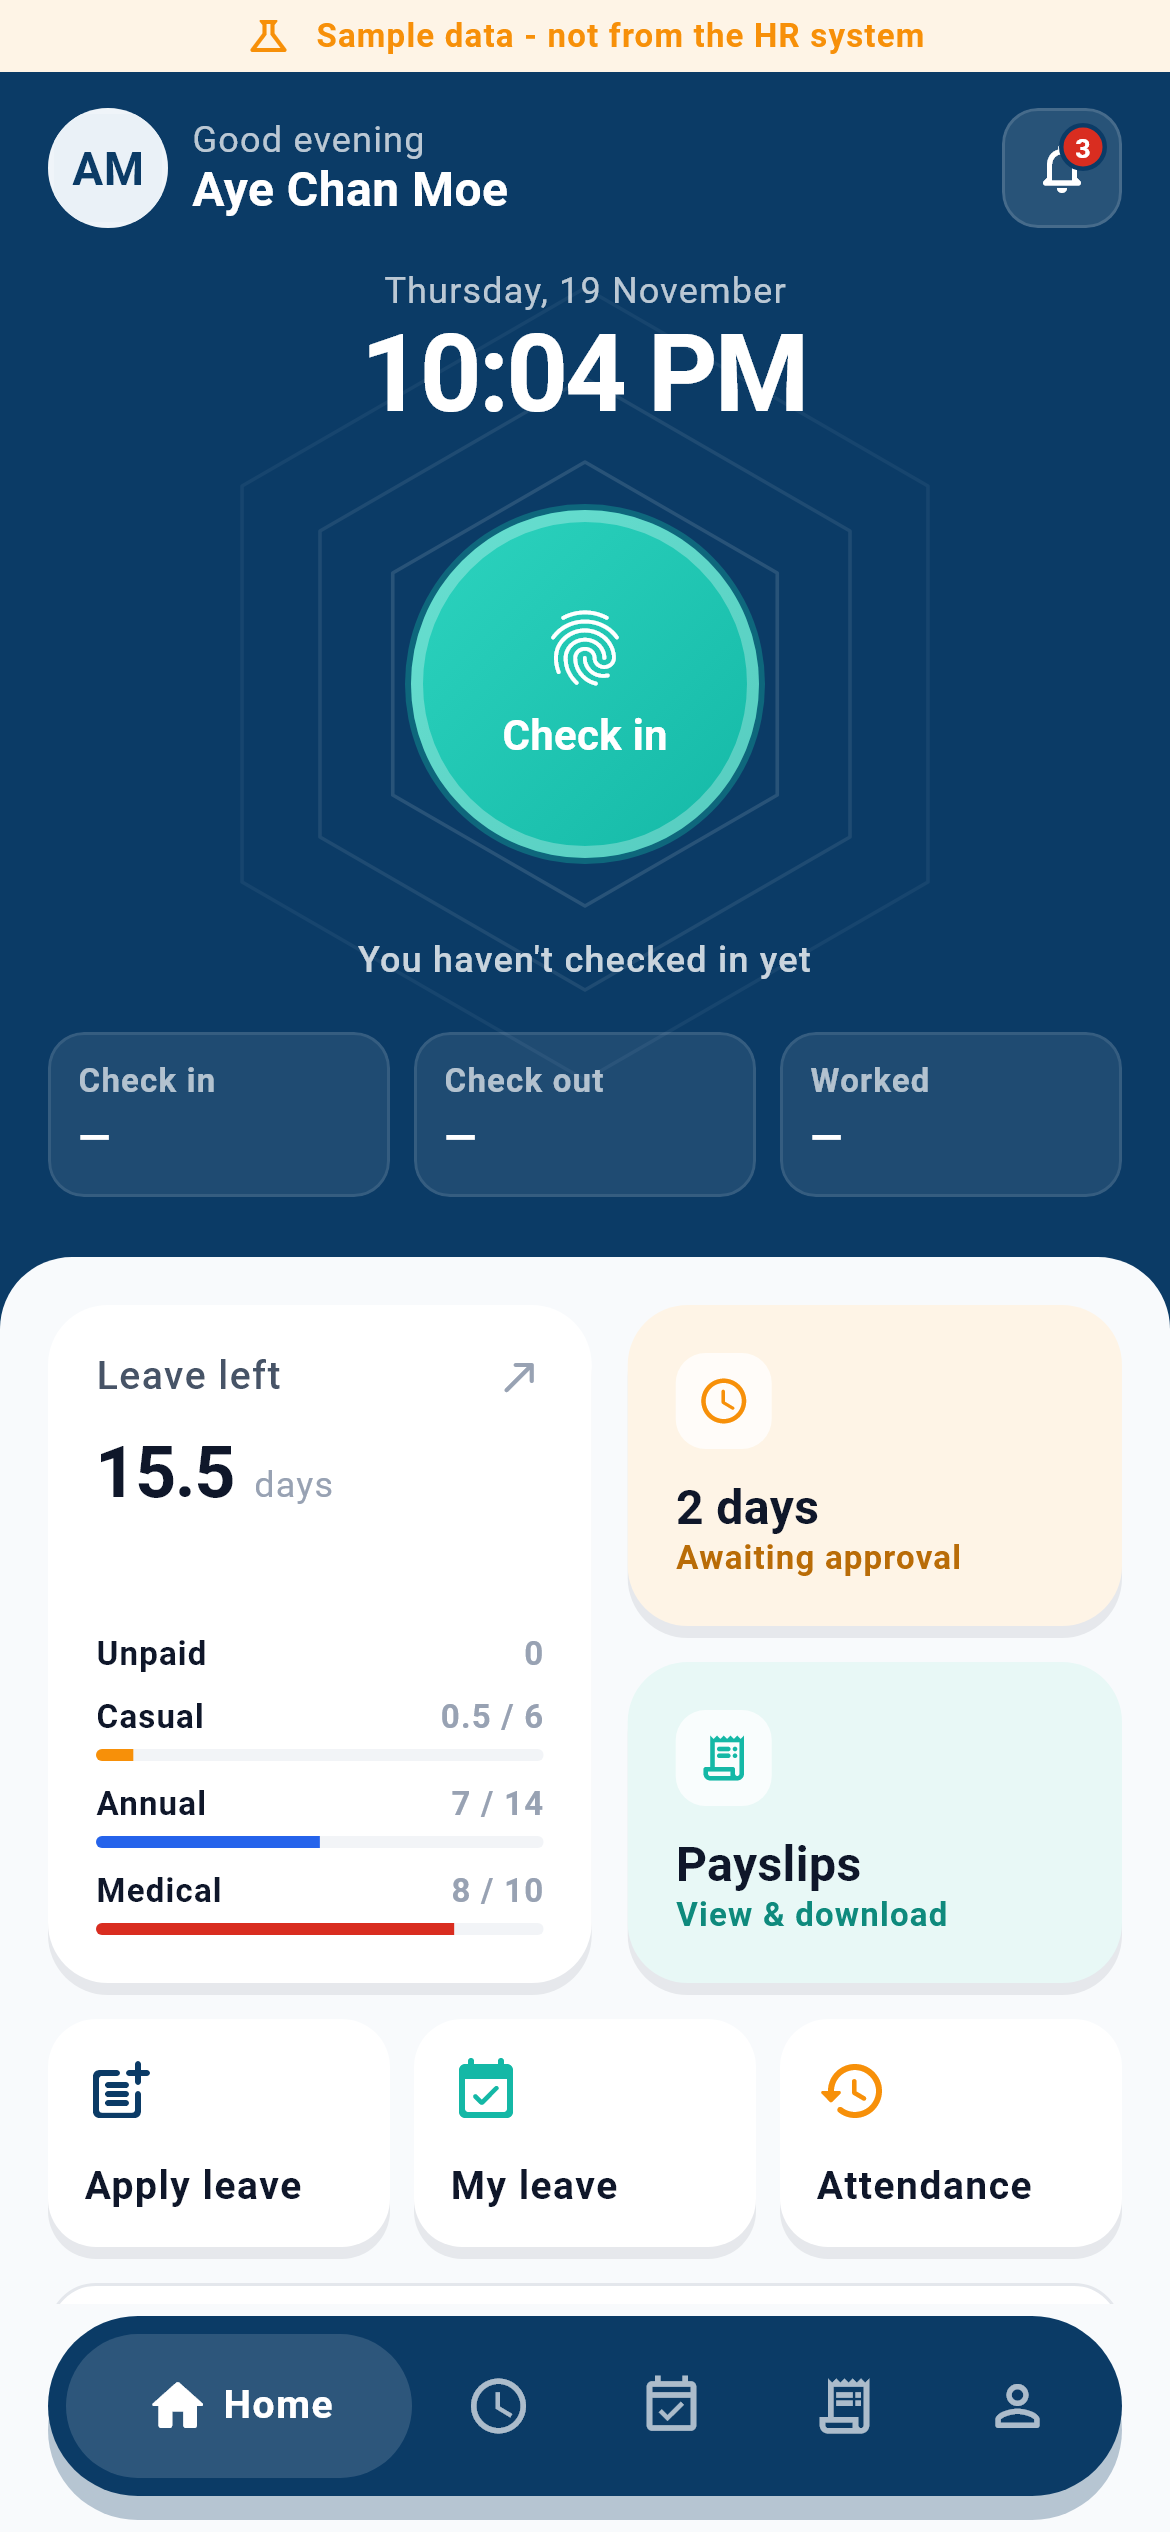 Sample data - not from the HR system
AM
Good evening
Aye Chan Moe
3
Thursday, 19 November
10:04 PM
Check in
You haven't checked in yet
Check in
Check out
Worked
—
—
—
Leave left
15.5 days
Unpaid 0
Casual 0.5 / 6
Annual 7 / 14
Medical 8 / 10
2 days
Awaiting approval
Payslips
View & download
Apply leave
My leave
Attendance
Home